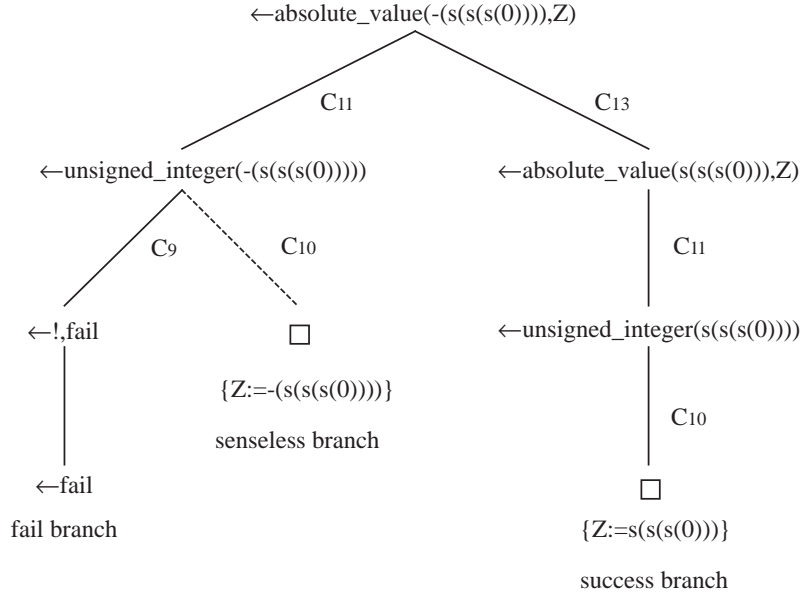 ←absolute_value(-(s(s(s(0)))),Z)
C11
C13
←unsigned_integer(-(s(s(s(0)))))
←absolute_value(s(s(s(0))),Z)
C9
C10
C11
←!,fail
←unsigned_integer(s(s(s(0))))
{Z:=-(s(s(s(0))))}
senseless branch
C10
←fail
fail branch
{Z:=s(s(s(0)))}
success branch